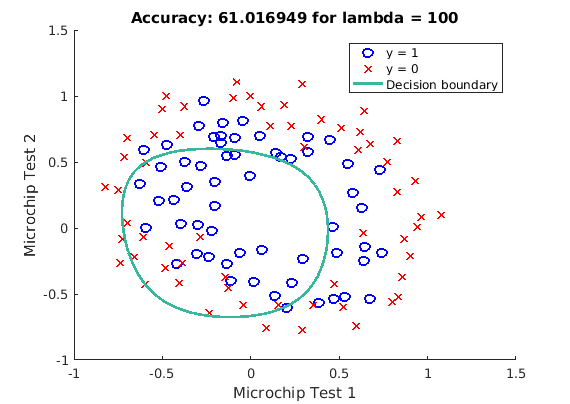 Accuracy: 61.016949 for lambda = 100
1.5
y = 1
y = 0
Decision boundary
1
0.5
0
-0.5
-1
Microchip Test 2
-1 -0.5 0 0.5 1 1.5
Microchip Test 1